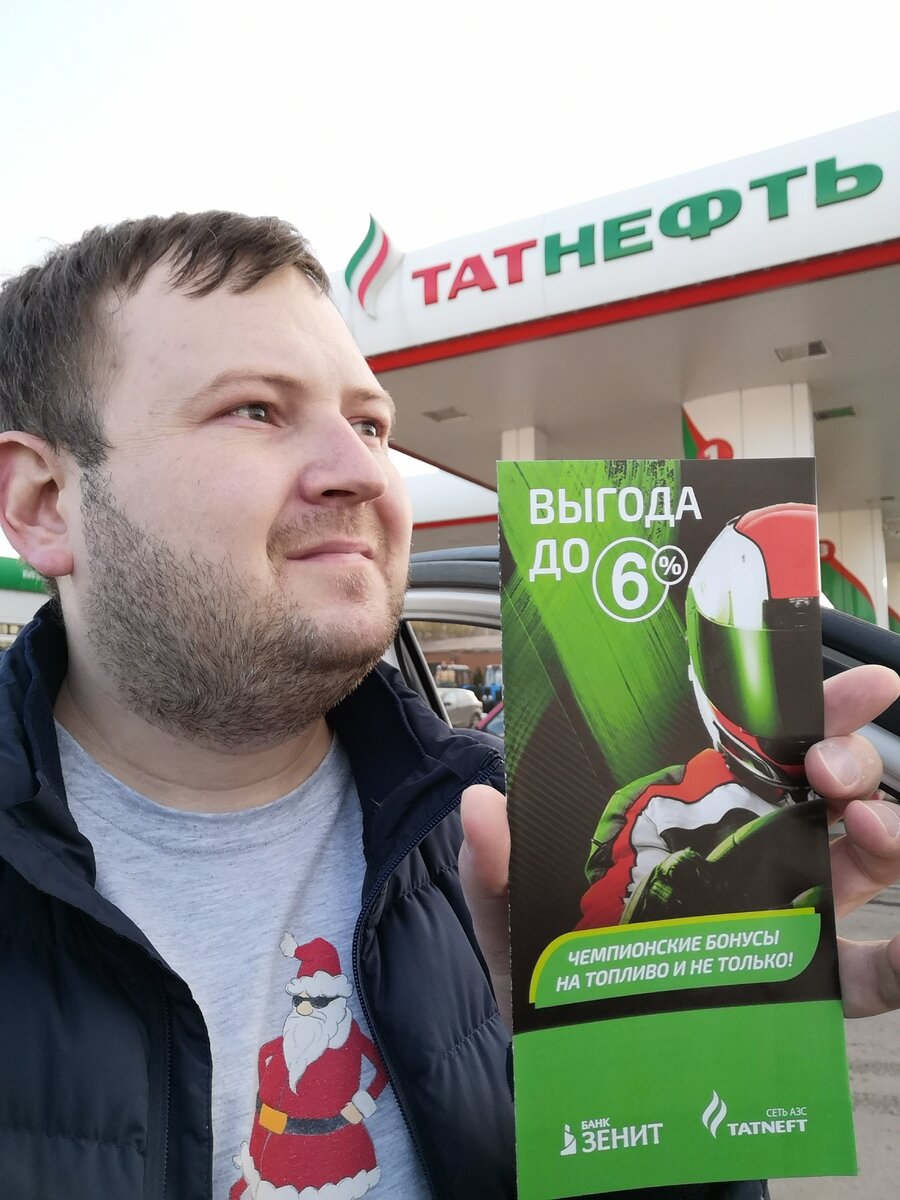 ТАТНЕФТЬ
ВЫГОДА
ДО 6%
ЧЕМПИОНСКИЕ БОНУСЫ
НА ТОПЛИВО И НЕ ТОЛЬКО!
БАНК
ЗЕНИТ
СЕТЬ АЗС
TATNEFT